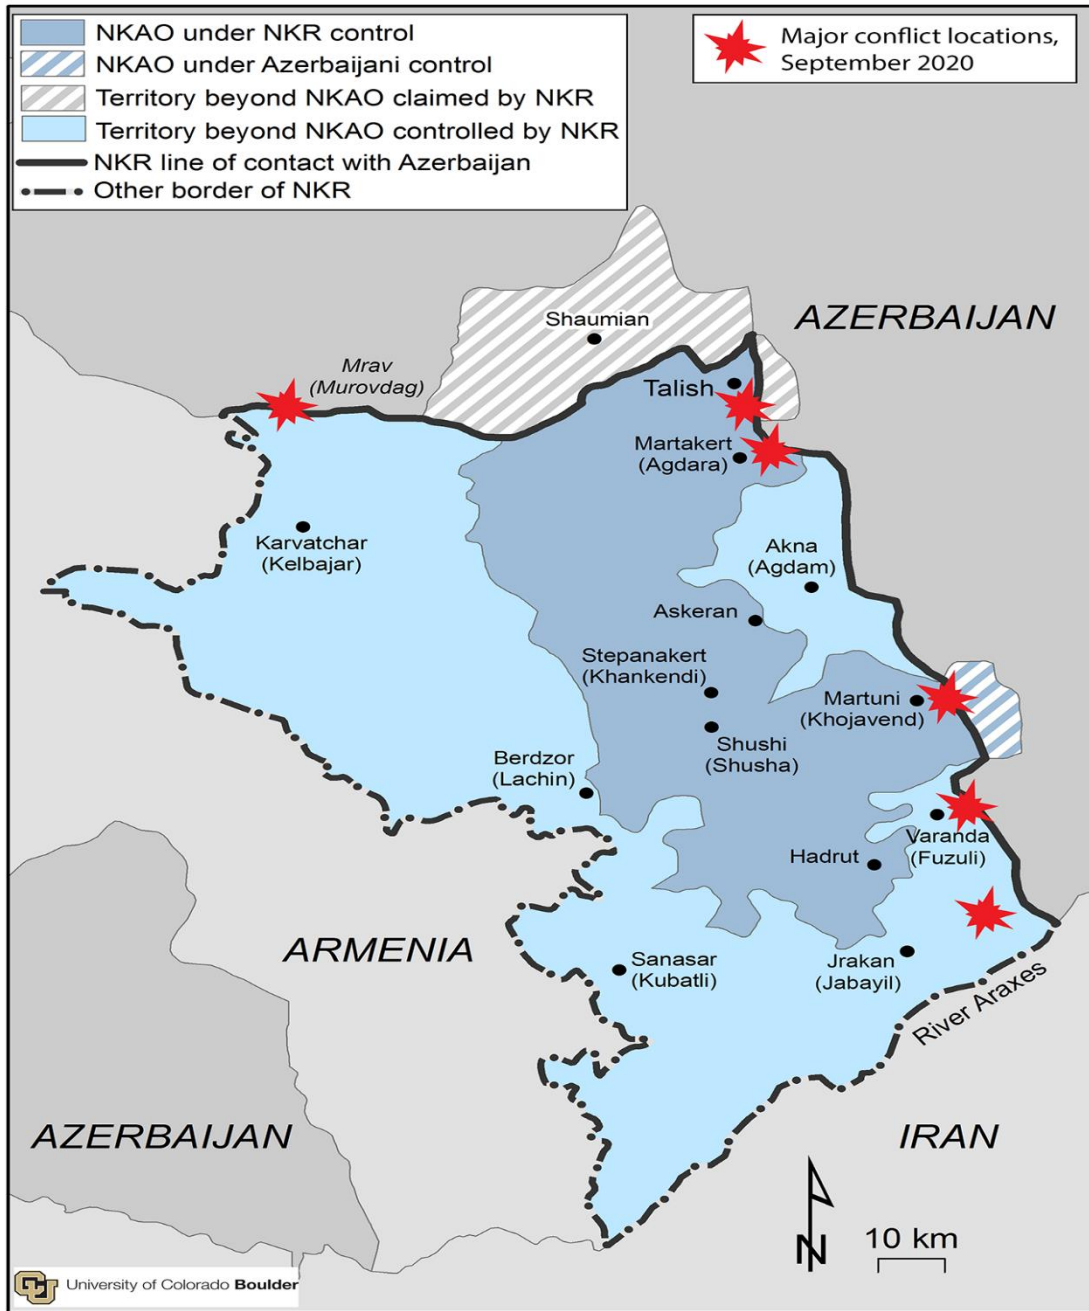 NKAO under NKR control
NKAO under Azerbaijani control
Territory beyond NKAO claimed by NKR
Territory beyond NKAO controlled by NKR
NKR line of contact with Azerbaijan
Other border of NKR
Major conflict locations,
September 2020
AZERBAIJAN
Shaumian
Mrav
(Murovdag)
Talish
Martakert
(Agdara)
Karvatchar
(Kelbajar)
Akna
(Agdam)
Askeran
Stepanakert
(Khankendi)
Martuni
(Khojavend)
Shushi
(Shusha)
Berdzor
(Lachin)
Varanda
(Fuzuli)
Hadrut
ARMENIA
Sanasar
(Kubatli)
Jrakan
(Jabayil)
River Araxes
AZERBAIJAN
IRAN
N
10 km
CU
University of Colorado Boulder